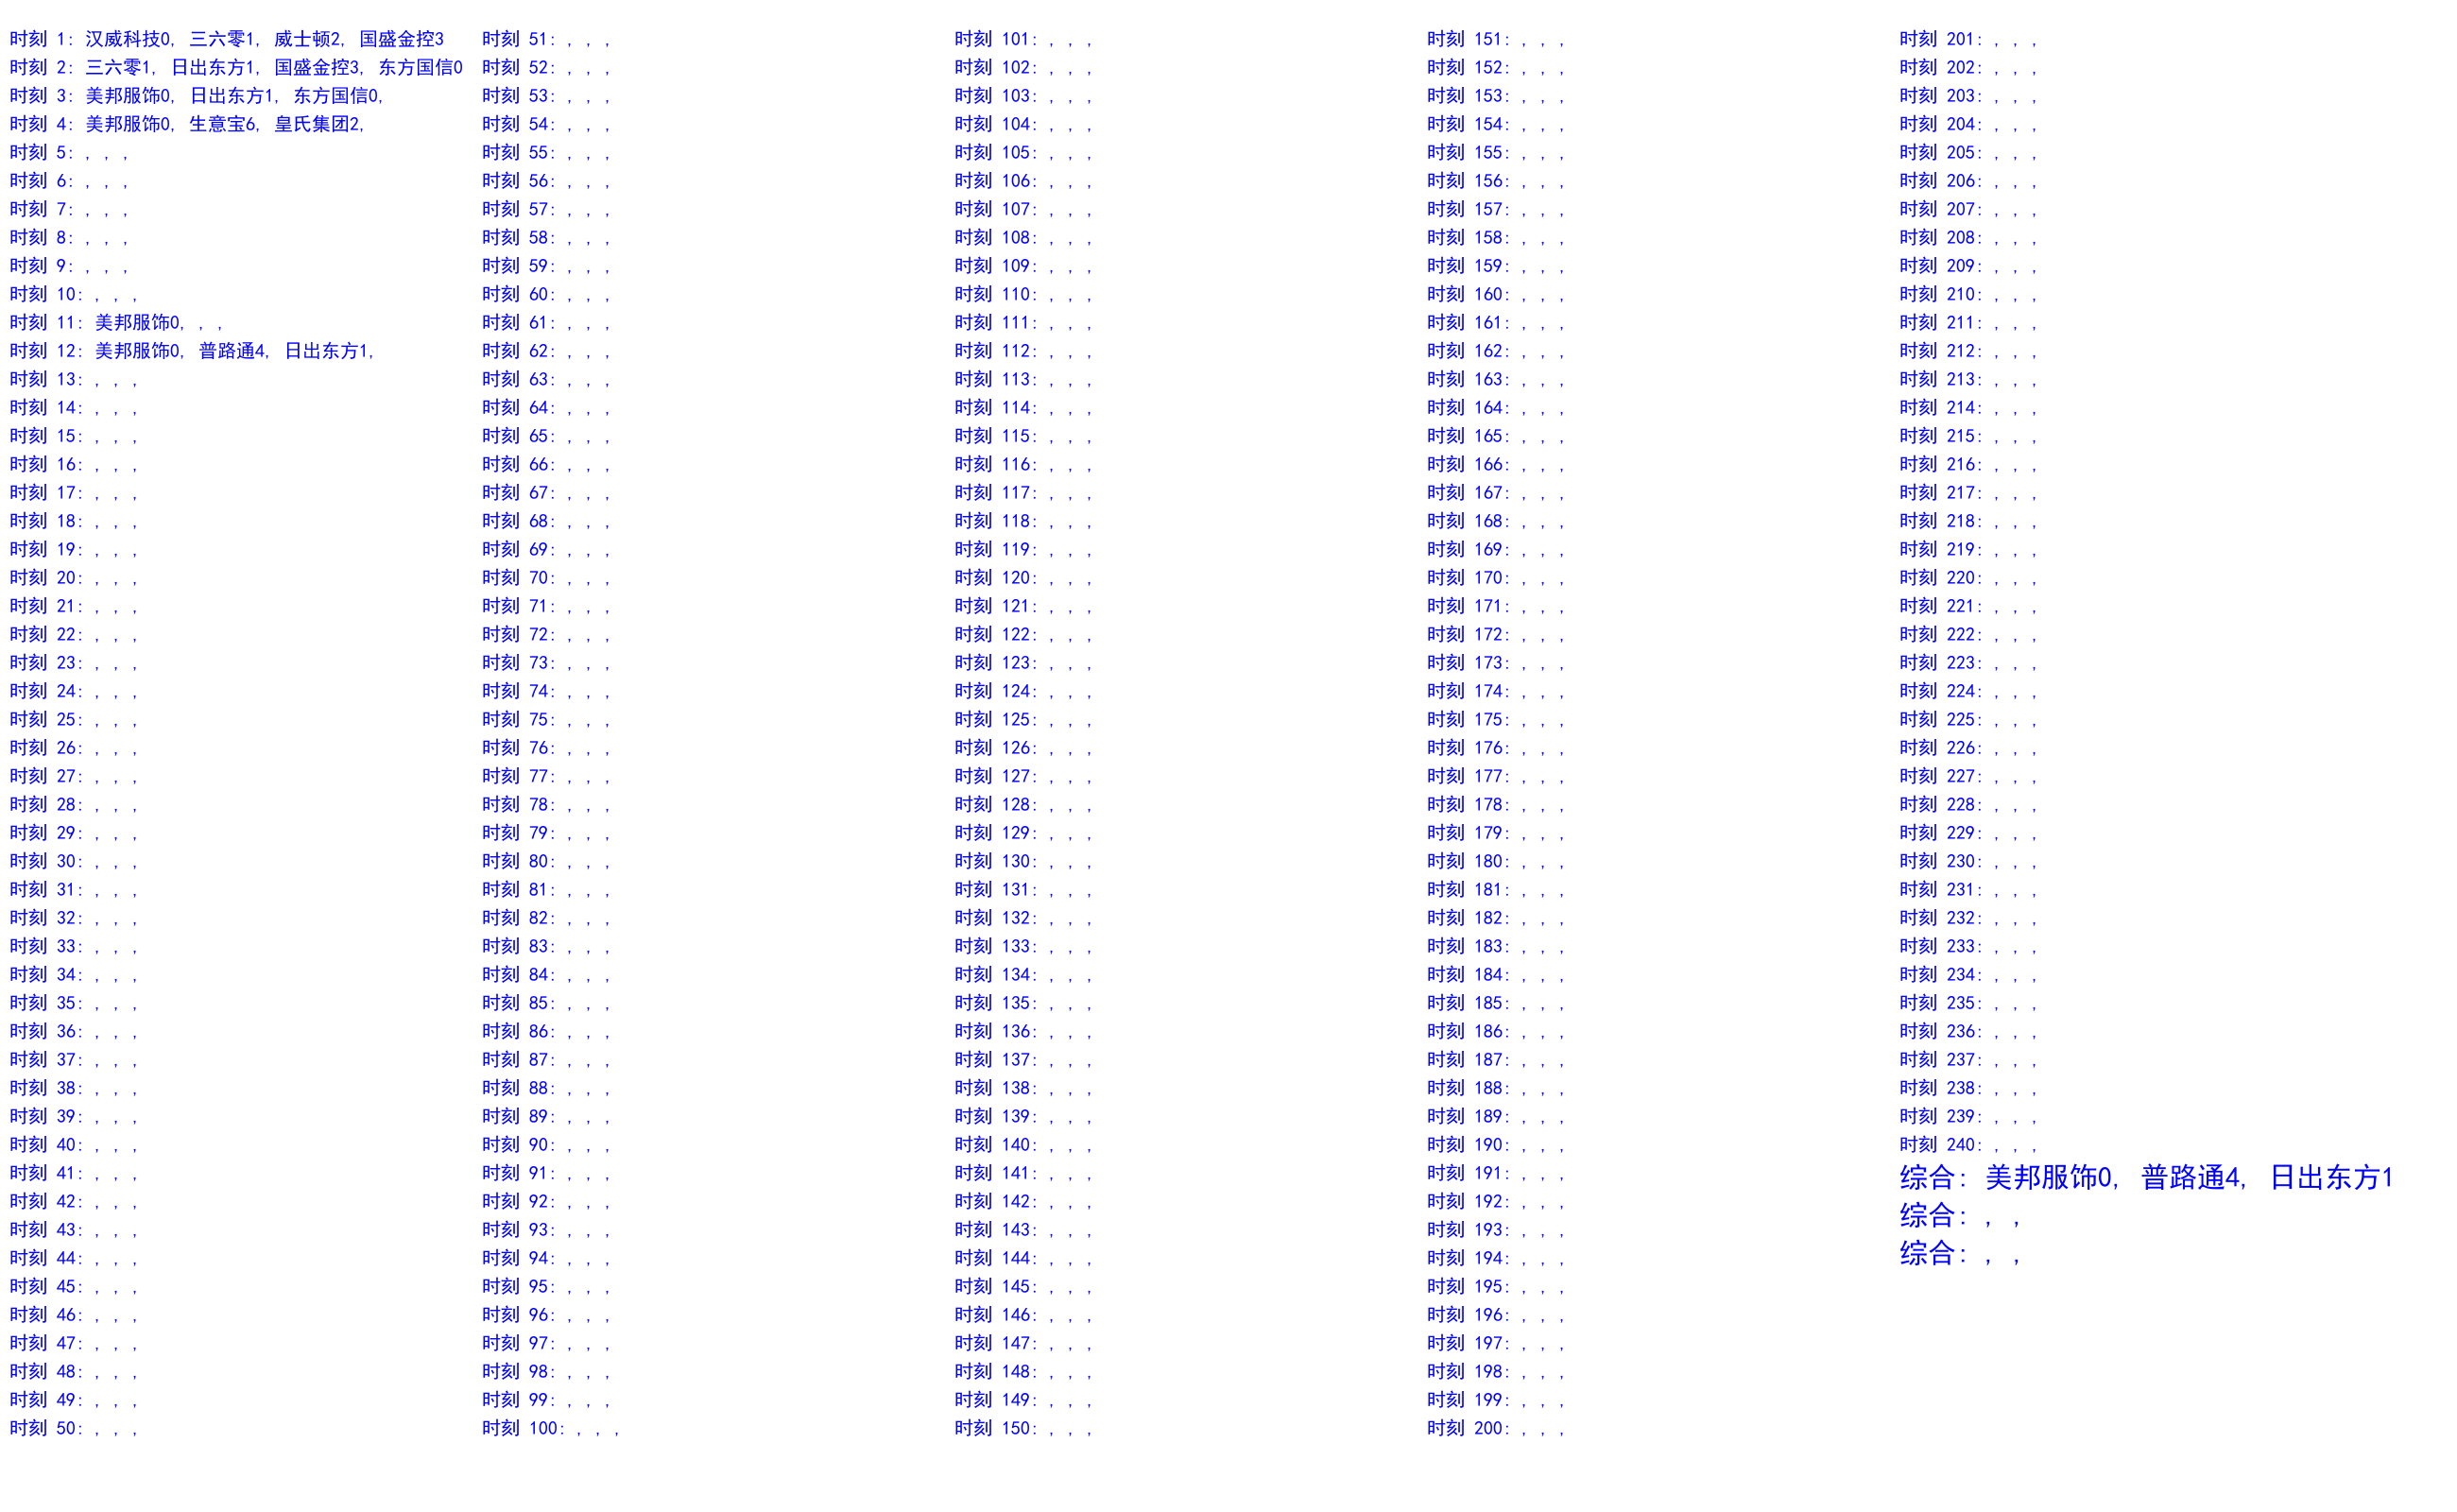 时刻 1: 汉威科技0, 三六零1, 威士顿2, 国盛金控3
时刻 2: 三六零1, 日出东方1, 国盛金控3, 东方国信0
时刻 3: 美邦服饰0, 日出东方1, 东方国信0,
时刻 4: 美邦服饰0, 生意宝6, 皇氏集团2,
时刻 5: , , ,
时刻 6: , , ,
时刻 7: , , ,
时刻 8: , , ,
时刻 9: , , ,
时刻 10: , , ,
时刻 11: 美邦服饰0, , ,
时刻 12: 美邦服饰0, 普路通4, 日出东方1,
时刻 13: , , ,
时刻 14: , , ,
时刻 15: , , ,
时刻 16: , , ,
时刻 17: , , ,
时刻 18: , , ,
时刻 19: , , ,
时刻 20: , , ,
时刻 21: , , ,
时刻 22: , , ,
时刻 23: , , ,
时刻 24: , , ,
时刻 25: , , ,
时刻 26: , , ,
时刻 27: , , ,
时刻 28: , , ,
时刻 29: , , ,
时刻 30: , , ,
时刻 31: , , ,
时刻 32: , , ,
时刻 33: , , ,
时刻 34: , , ,
时刻 35: , , ,
时刻 36: , , ,
时刻 37: , , ,
时刻 38: , , ,
时刻 39: , , ,
时刻 40: , , ,
时刻 41: , , ,
时刻 42: , , ,
时刻 43: , , ,
时刻 44: , , ,
时刻 45: , , ,
时刻 46: , , ,
时刻 47: , , ,
时刻 48: , , ,
时刻 49: , , ,
时刻 50: , , ,
时刻 51: , , ,
时刻 52: , , ,
时刻 53: , , ,
时刻 54: , , ,
时刻 55: , , ,
时刻 56: , , ,
时刻 57: , , ,
时刻 58: , , ,
时刻 59: , , ,
时刻 60: , , ,
时刻 61: , , ,
时刻 62: , , ,
时刻 63: , , ,
时刻 64: , , ,
时刻 65: , , ,
时刻 66: , , ,
时刻 67: , , ,
时刻 68: , , ,
时刻 69: , , ,
时刻 70: , , ,
时刻 71: , , ,
时刻 72: , , ,
时刻 73: , , ,
时刻 74: , , ,
时刻 75: , , ,
时刻 76: , , ,
时刻 77: , , ,
时刻 78: , , ,
时刻 79: , , ,
时刻 80: , , ,
时刻 81: , , ,
时刻 82: , , ,
时刻 83: , , ,
时刻 84: , , ,
时刻 85: , , ,
时刻 86: , , ,
时刻 87: , , ,
时刻 88: , , ,
时刻 89: , , ,
时刻 90: , , ,
时刻 91: , , ,
时刻 92: , , ,
时刻 93: , , ,
时刻 94: , , ,
时刻 95: , , ,
时刻 96: , , ,
时刻 97: , , ,
时刻 98: , , ,
时刻 99: , , ,
时刻 100: , , ,
时刻 101: , , ,
时刻 102: , , ,
时刻 103: , , ,
时刻 104: , , ,
时刻 105: , , ,
时刻 106: , , ,
时刻 107: , , ,
时刻 108: , , ,
时刻 109: , , ,
时刻 110: , , ,
时刻 111: , , ,
时刻 112: , , ,
时刻 113: , , ,
时刻 114: , , ,
时刻 115: , , ,
时刻 116: , , ,
时刻 117: , , ,
时刻 118: , , ,
时刻 119: , , ,
时刻 120: , , ,
时刻 121: , , ,
时刻 122: , , ,
时刻 123: , , ,
时刻 124: , , ,
时刻 125: , , ,
时刻 126: , , ,
时刻 127: , , ,
时刻 128: , , ,
时刻 129: , , ,
时刻 130: , , ,
时刻 131: , , ,
时刻 132: , , ,
时刻 133: , , ,
时刻 134: , , ,
时刻 135: , , ,
时刻 136: , , ,
时刻 137: , , ,
时刻 138: , , ,
时刻 139: , , ,
时刻 140: , , ,
时刻 141: , , ,
时刻 142: , , ,
时刻 143: , , ,
时刻 144: , , ,
时刻 145: , , ,
时刻 146: , , ,
时刻 147: , , ,
时刻 148: , , ,
时刻 149: , , ,
时刻 150: , , ,
时刻 151: , , ,
时刻 152: , , ,
时刻 153: , , ,
时刻 154: , , ,
时刻 155: , , ,
时刻 156: , , ,
时刻 157: , , ,
时刻 158: , , ,
时刻 159: , , ,
时刻 160: , , ,
时刻 161: , , ,
时刻 162: , , ,
时刻 163: , , ,
时刻 164: , , ,
时刻 165: , , ,
时刻 166: , , ,
时刻 167: , , ,
时刻 168: , , ,
时刻 169: , , ,
时刻 170: , , ,
时刻 171: , , ,
时刻 172: , , ,
时刻 173: , , ,
时刻 174: , , ,
时刻 175: , , ,
时刻 176: , , ,
时刻 177: , , ,
时刻 178: , , ,
时刻 179: , , ,
时刻 180: , , ,
时刻 181: , , ,
时刻 182: , , ,
时刻 183: , , ,
时刻 184: , , ,
时刻 185: , , ,
时刻 186: , , ,
时刻 187: , , ,
时刻 188: , , ,
时刻 189: , , ,
时刻 190: , , ,
时刻 191: , , ,
时刻 192: , , ,
时刻 193: , , ,
时刻 194: , , ,
时刻 195: , , ,
时刻 196: , , ,
时刻 197: , , ,
时刻 198: , , ,
时刻 199: , , ,
时刻 200: , , ,
时刻 201: , , ,
时刻 202: , , ,
时刻 203: , , ,
时刻 204: , , ,
时刻 205: , , ,
时刻 206: , , ,
时刻 207: , , ,
时刻 208: , , ,
时刻 209: , , ,
时刻 210: , , ,
时刻 211: , , ,
时刻 212: , , ,
时刻 213: , , ,
时刻 214: , , ,
时刻 215: , , ,
时刻 216: , , ,
时刻 217: , , ,
时刻 218: , , ,
时刻 219: , , ,
时刻 220: , , ,
时刻 221: , , ,
时刻 222: , , ,
时刻 223: , , ,
时刻 224: , , ,
时刻 225: , , ,
时刻 226: , , ,
时刻 227: , , ,
时刻 228: , , ,
时刻 229: , , ,
时刻 230: , , ,
时刻 231: , , ,
时刻 232: , , ,
时刻 233: , , ,
时刻 234: , , ,
时刻 235: , , ,
时刻 236: , , ,
时刻 237: , , ,
时刻 238: , , ,
时刻 239: , , ,
时刻 240: , , ,
综合: 美邦服饰0, 普路通4, 日出东方1
综合: , ,
综合: , ,